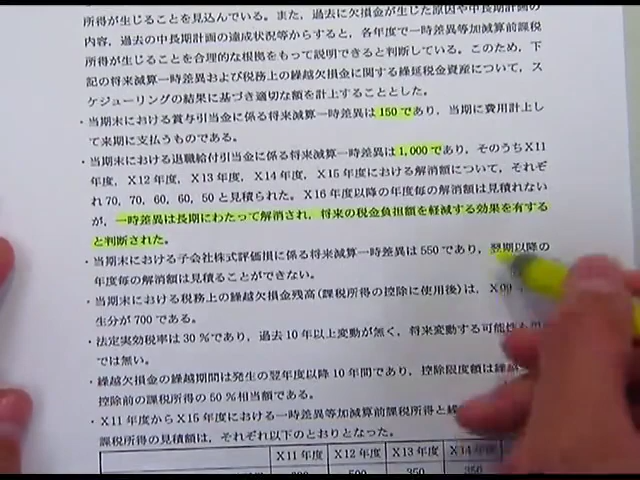 所得が生じることを見込んでいる。また，過去に欠損金が生じた原因や中長期計画の
内容，過去の中長期計画の達成状況等からすると，各年度で一時差異等加減算前課税
所得が生じることを合理的な根拠をもって説明できると判断している。このため，下
記の将来減算一時差異および税務上の繰越欠損金に関する繰延税金資産について，ス
ケジューリングの結果に基づき適切な額を計上することとした。
・当期末における賞与引当金に係る将来減算一時差異は150であり，当期に費用計上し
て来期に支払うものである。
・当期末における退職給付引当金に係る将来減算一時差異は1,000であり，そのうちX11
年度，X12年度，X13年度，X14年度，X15年度における解消額について，それぞ
れ70, 70, 60, 60, 50と見積られた。X16年度以降の年度毎の解消額は見積れない
が，一時差異は長期にわたって解消され，将来の税金負担額を軽減する効果を有する
と判断された。
・当期末における子会社株式評価損に係る将来減算一時差異は550であり，翌期以降の
年度毎の解消額は見積ることができない。
・当期末における税務上の繰越欠損金残高(課税所得の控除に使用後)は，X09
生分が700である。
・法定実効税率は30%であり，過去10年以上変動が無く，将来変動する可能性も
では無い。
・繰越欠損金の繰越期間は発生の翌年度以降10年間であり，控除限度額は繰越
控除前の課税所得の50%相当額である。
・X11年度からX15年度における一時差異等加減算前課税所得と繰
課税所得の見積額は，それぞれ以下のとおりとなった。
X11年度 X12年度 X13年度 X14年度
500 350 350